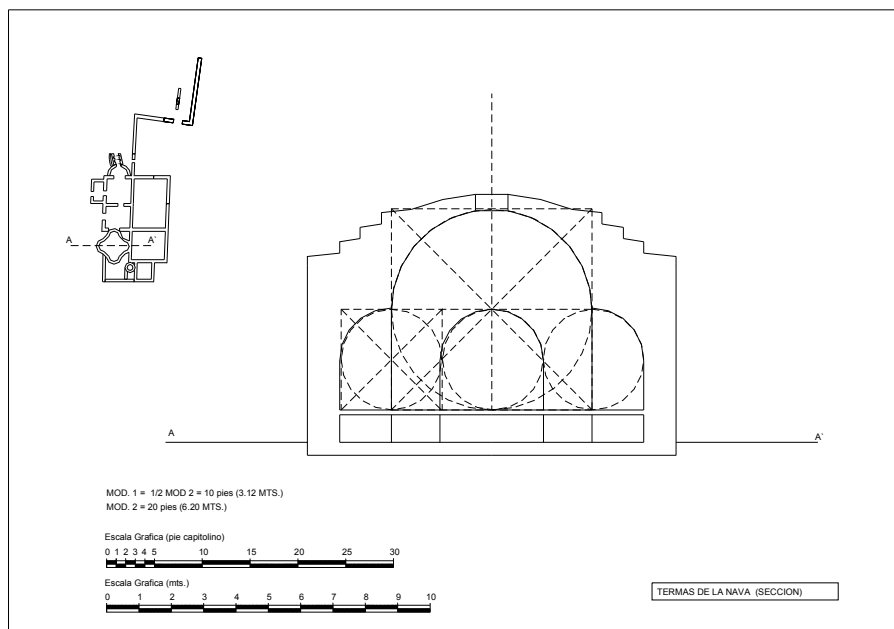 A A`
A A`
MOD. 1 = 1/2 MOD 2 = 10 pies (3.12 MTS.)
MOD. 2 = 20 pies (6.20 MTS.)
Escala Grafica (pie capitolino)
0 1 2 3 4 5 10 15 20 25 30
Escala Grafica (mts.)
0 1 2 3 4 5 6 7 8 9 10
TERMAS DE LA NAVA (SECCION)